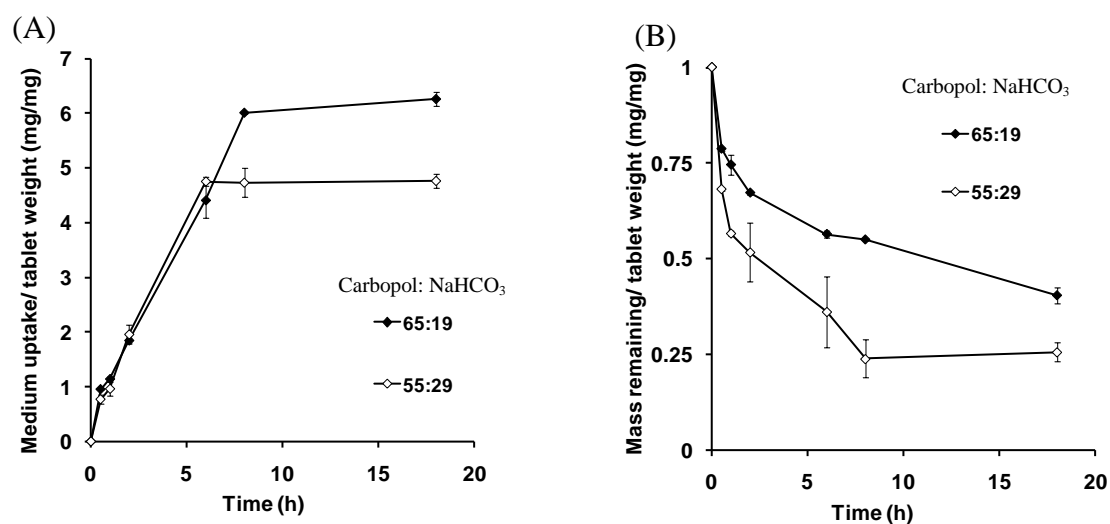 (A)
Medium uptake/ tablet weight (mg/mg)
7
6
5
4
3
2
1
0
0 5 10 15 20
Time (h)
Carbopol: NaHCO₃
65:19
55:29
(B)
Mass remaining/ tablet weight (mg/mg)
1
0.75
0.5
0.25
0
0 5 10 15 20
Time (h)
Carbopol: NaHCO₃
65:19
55:29